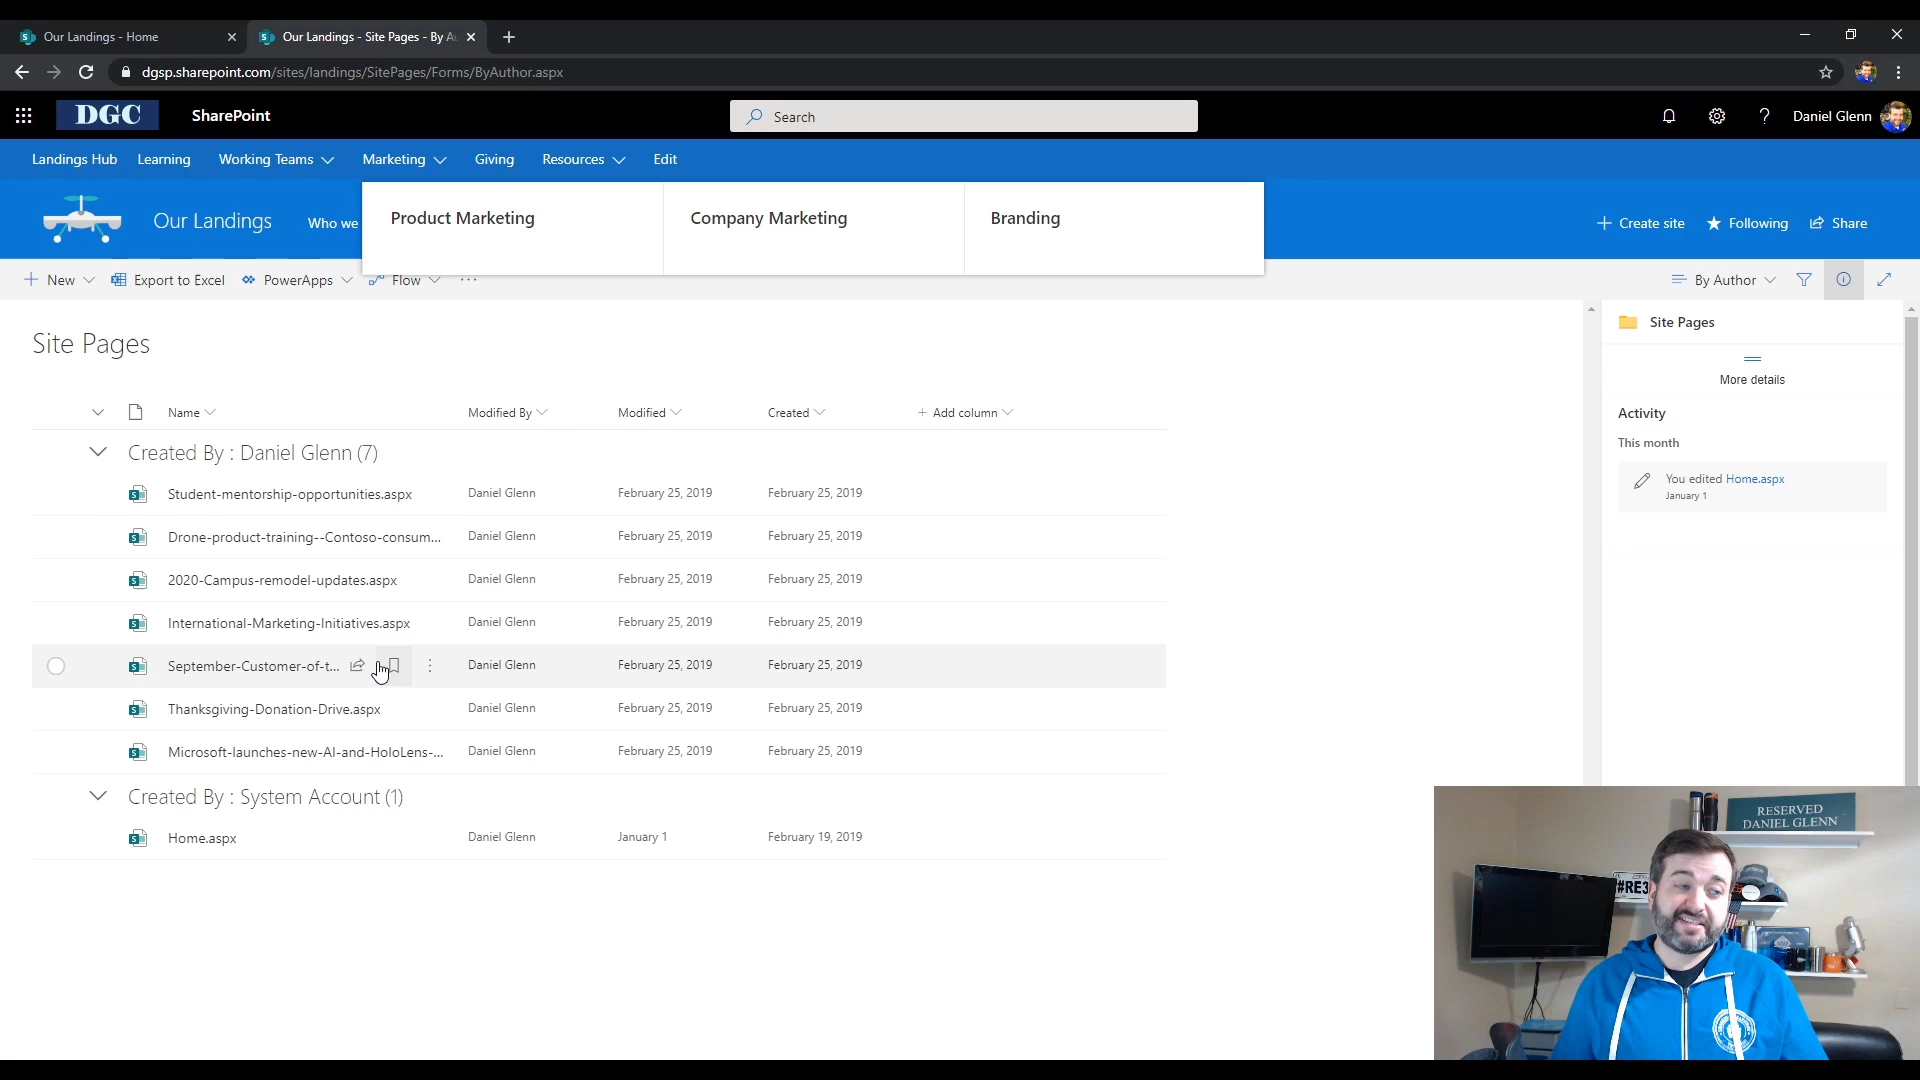 Our Landings - Home
Our Landings - Site Pages - By Au
dgsp.sharepoint.com/sites/landings/SitePages/Forms/ByAuthor.aspx
DGC SharePoint Search ? Daniel Glenn
Landings Hub Learning Working Teams Marketing Giving Resources Edit
Our Landings Who we Product Marketing Company Marketing Branding + Create site Following Share
+ New Export to Excel PowerApps Flow ... By Author
Site Pages
Name Modified By Modified Created + Add column
Created By : Daniel Glenn (7)
Student-mentorship-opportunities.aspx Daniel Glenn February 25, 2019 February 25, 2019
Drone-product-training--Contoso-consum... Daniel Glenn February 25, 2019 February 25, 2019
2020-Campus-remodel-updates.aspx Daniel Glenn February 25, 2019 February 25, 2019
International-Marketing-Initiatives.aspx Daniel Glenn February 25, 2019 February 25, 2019
September-Customer-of-t... Daniel Glenn February 25, 2019 February 25, 2019
Thanksgiving-Donation-Drive.aspx Daniel Glenn February 25, 2019 February 25, 2019
Microsoft-launches-new-AI-and-HoloLens-... Daniel Glenn February 25, 2019 February 25, 2019
Created By : System Account (1)
Home.aspx Daniel Glenn January 1 February 19, 2019
Site Pages
More details
Activity
This month
You edited Home.aspx
January 1
RESERVED
DANIEL GLENN
#RE3